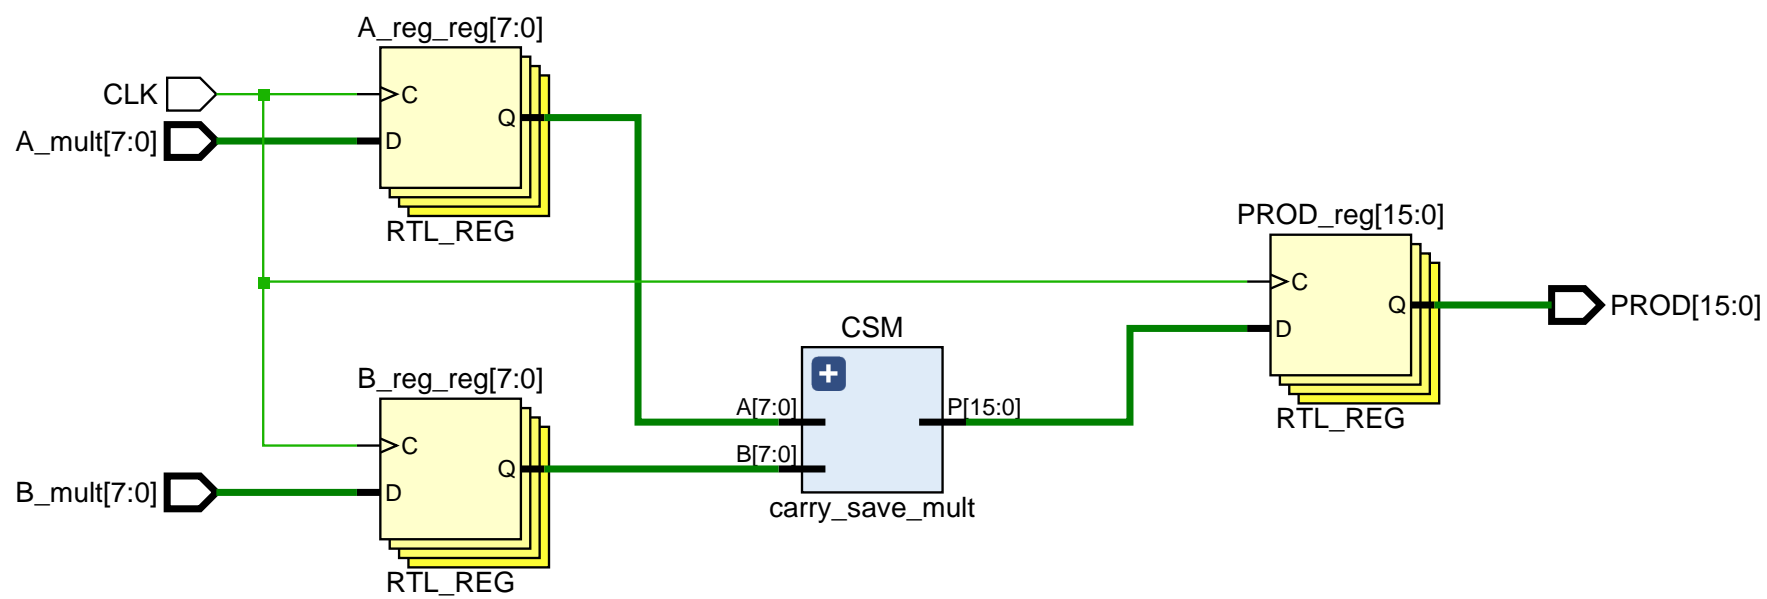 A_reg_reg[7:0]
CLK
C
Q
A_mult[7:0]
D
RTL_REG
PROD_reg[15:0]
C
Q
PROD[15:0]
D
RTL_REG
CSM
A[7:0]
P[15:0]
B[7:0]
carry_save_mult
B_reg_reg[7:0]
C
Q
B_mult[7:0]
D
RTL_REG